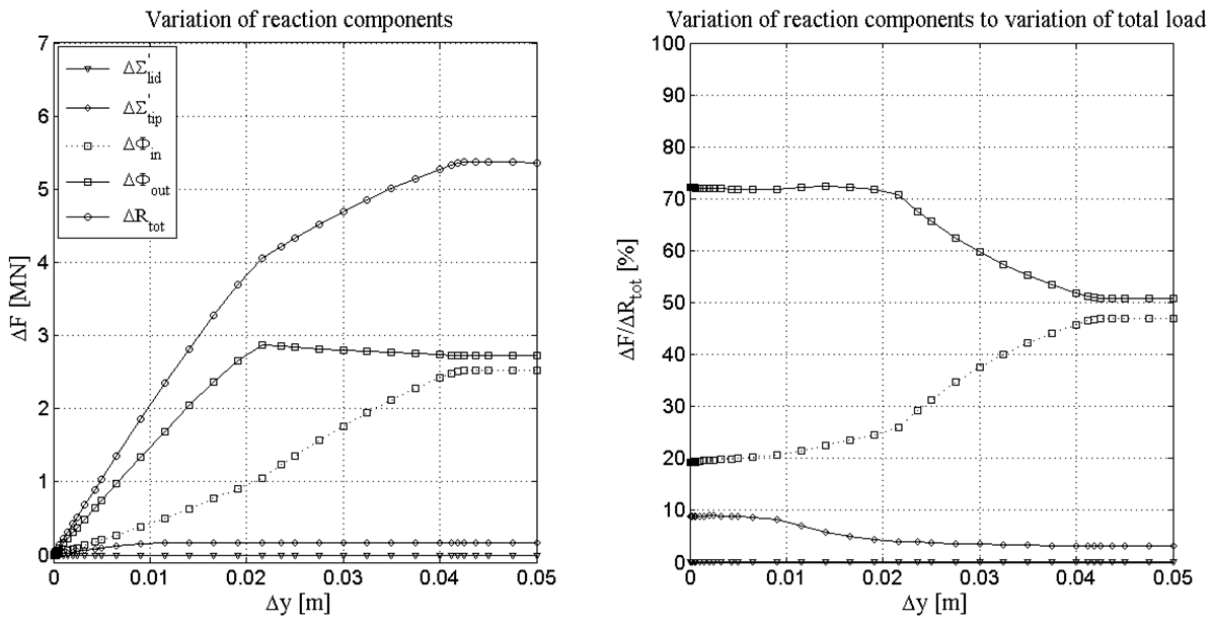 Variation of reaction components
7
6
5
4
3
2
1
0
ΔF [MN]
ΔΣ'lid
ΔΣ'tip
ΔΦin
ΔΦout
ΔRtot
0 0.01 0.02 0.03 0.04 0.05
Δy [m]
Variation of reaction components to variation of total load
100
90
80
70
60
50
40
30
20
10
0
ΔF/ΔRtot [%]
0 0.01 0.02 0.03 0.04 0.05
Δy [m]